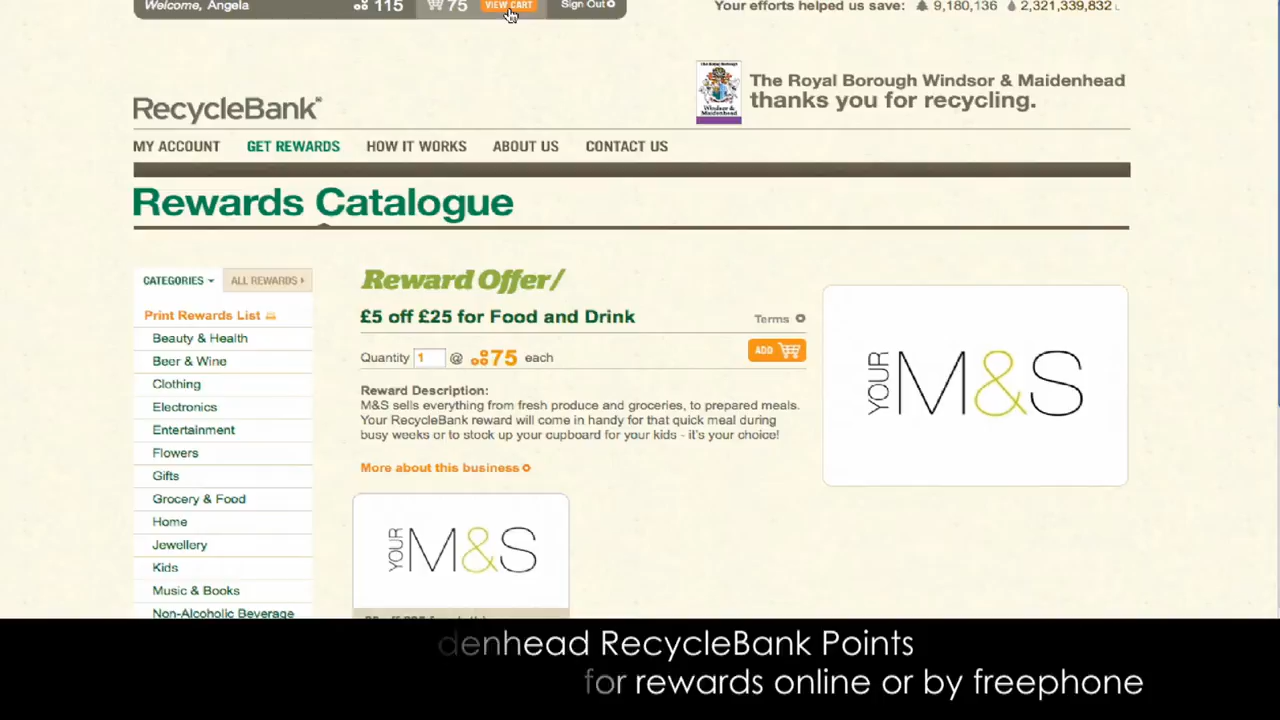 Welcome, Angela 115 75 VIEW CART Sign Out Your efforts helped us save: 9,180,136 2,321,339,832 L
The Royal Borough Windsor & Maidenhead
thanks you for recycling.
RecycleBank
MY ACCOUNT GET REWARDS HOW IT WORKS ABOUT US CONTACT US
Rewards Catalogue
CATEGORIES ALL REWARDS
Print Rewards List
Beauty & Health
Beer & Wine
Clothing
Electronics
Entertainment
Flowers
Gifts
Grocery & Food
Home
Jewellery
Kids
Music & Books
Non-Alcoholic Beverage
Reward Offer/
£5 off £25 for Food and Drink Terms
Quantity 1 @ 75 each ADD
Reward Description:
M&S sells everything from fresh produce and groceries, to prepared meals.
Your RecycleBank reward will come in handy for that quick meal during
busy weeks or to stock up your cupboard for your kids - it's your choice!
More about this business
YOUR M&S
YOUR M&S
denhead RecycleBank Points
for rewards online or by freephone